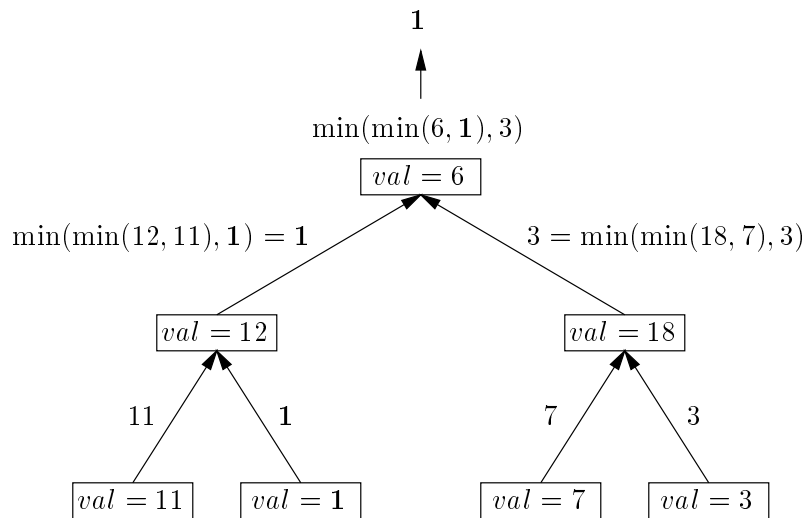 1
min(min(6, 1), 3)
val = 6
min(min(12, 11), 1) = 1
3 = min(min(18, 7), 3)
val = 12
val = 18
11
1
7
3
val = 11
val = 1
val = 7
val = 3